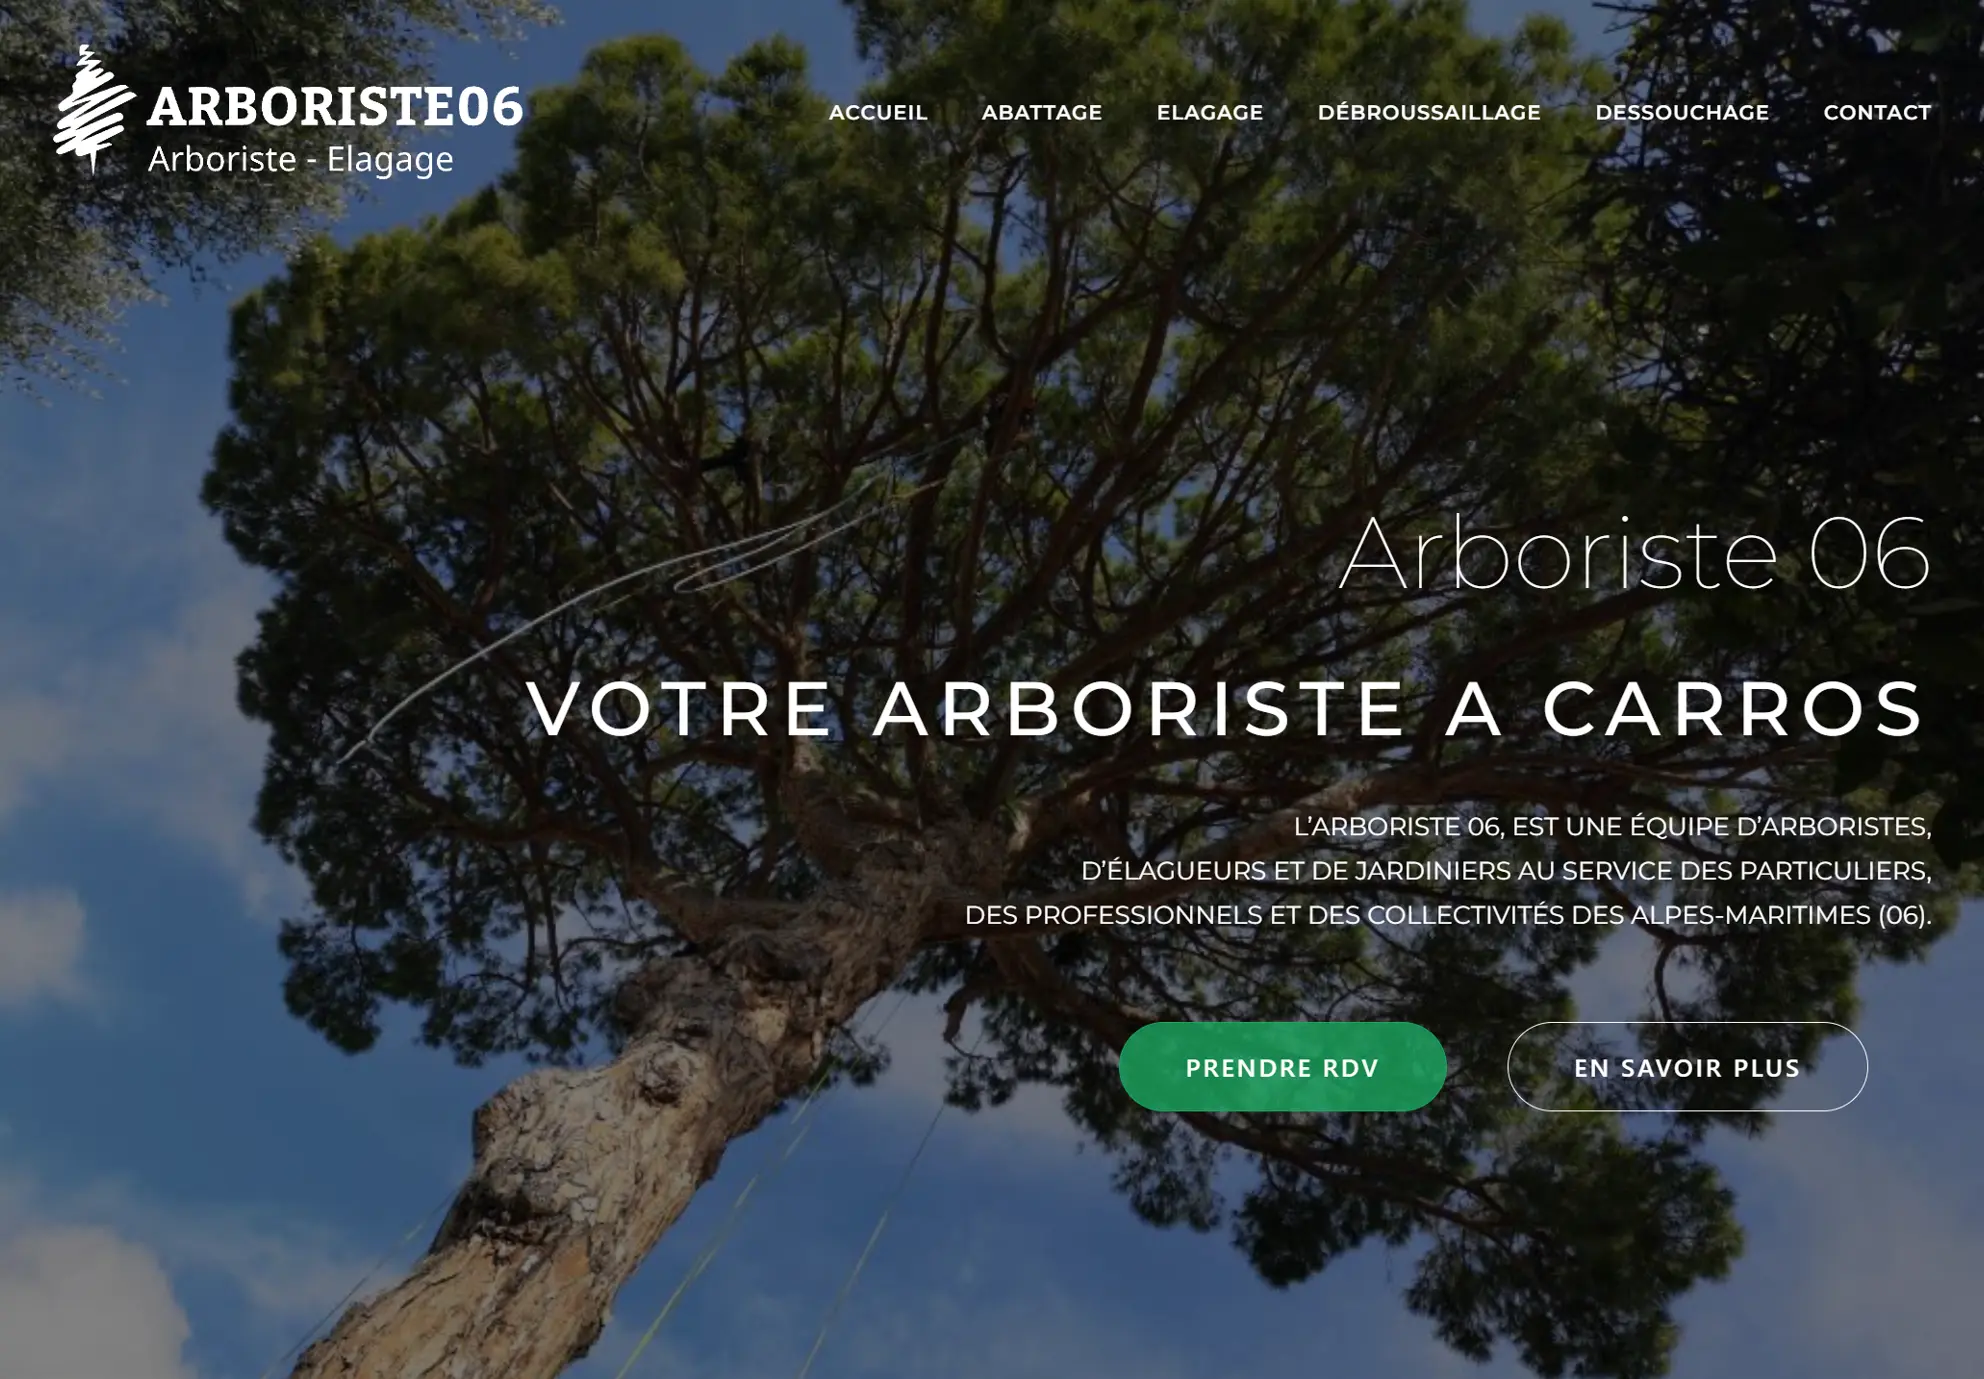 ARBORISTE06
Arboriste - Elagage
ACCUEIL ABATTAGE ELAGAGE DÉBROUSSAILLAGE DESSOUCHAGE CONTACT
Arboriste 06
VOTRE ARBORISTE A CARROS
L’ARBORISTE 06, EST UNE ÉQUIPE D’ARBORISTES,
D’ÉLAGUEURS ET DE JARDINIERS AU SERVICE DES PARTICULIERS,
DES PROFESSIONNELS ET DES COLLECTIVITÉS DES ALPES-MARITIMES (06).
PRENDRE RDV EN SAVOIR PLUS